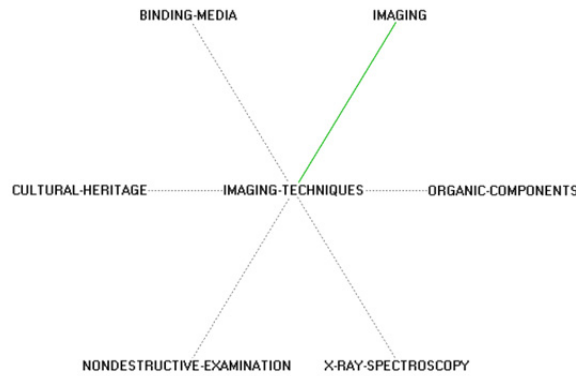 BINDING-MEDIA
IMAGING
CULTURAL-HERITAGE
IMAGING-TECHNIQUES
ORGANIC-COMPONENTS
NONDESTRUCTIVE-EXAMINATION
X-RAY-SPECTROSCOPY